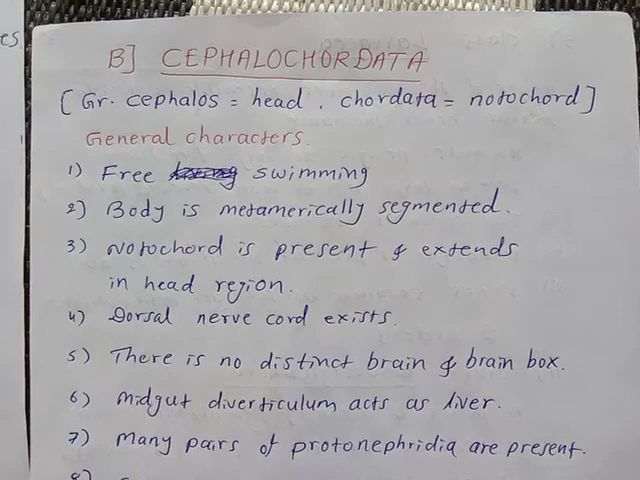 es
B] CEPHALOCHORDATA
[Gr. cephalos = head, chordata = notochord]
General characters.
1) Free swimming
2) Body is metamerically segmented.
3) Notochord is present & extends
in head region.
4) Dorsal nerve cord exists.
5) There is no distinct brain & brain box.
6) Midgut diverticulum acts as liver.
7) Many pairs of protonephridia are present.
8)